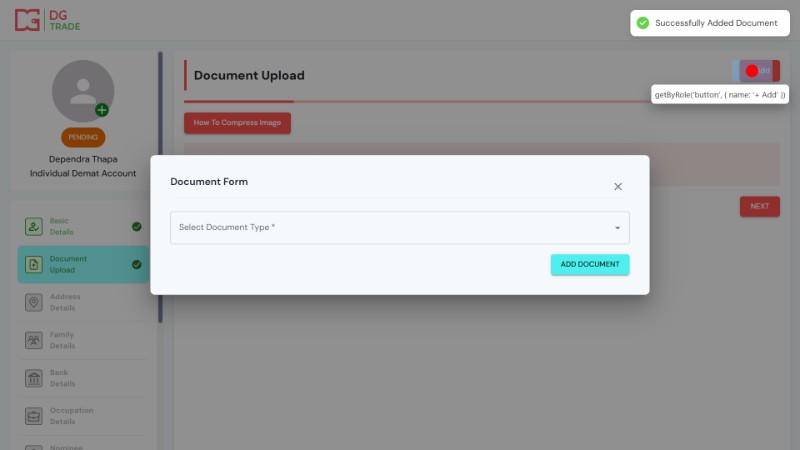 DG
TRADE
Successfully Added Document
Document Upload
getByRole('button', { name: '+ Add' })
How To Compress Image
PENDING
Dependra Thapa
Individual Demat Account
Document Form
Select Document Type *
ADD DOCUMENT
NEXT
Basic
Details
Document
Upload
Address
Details
Family
Details
Bank
Details
Occupation
Details
Nominee